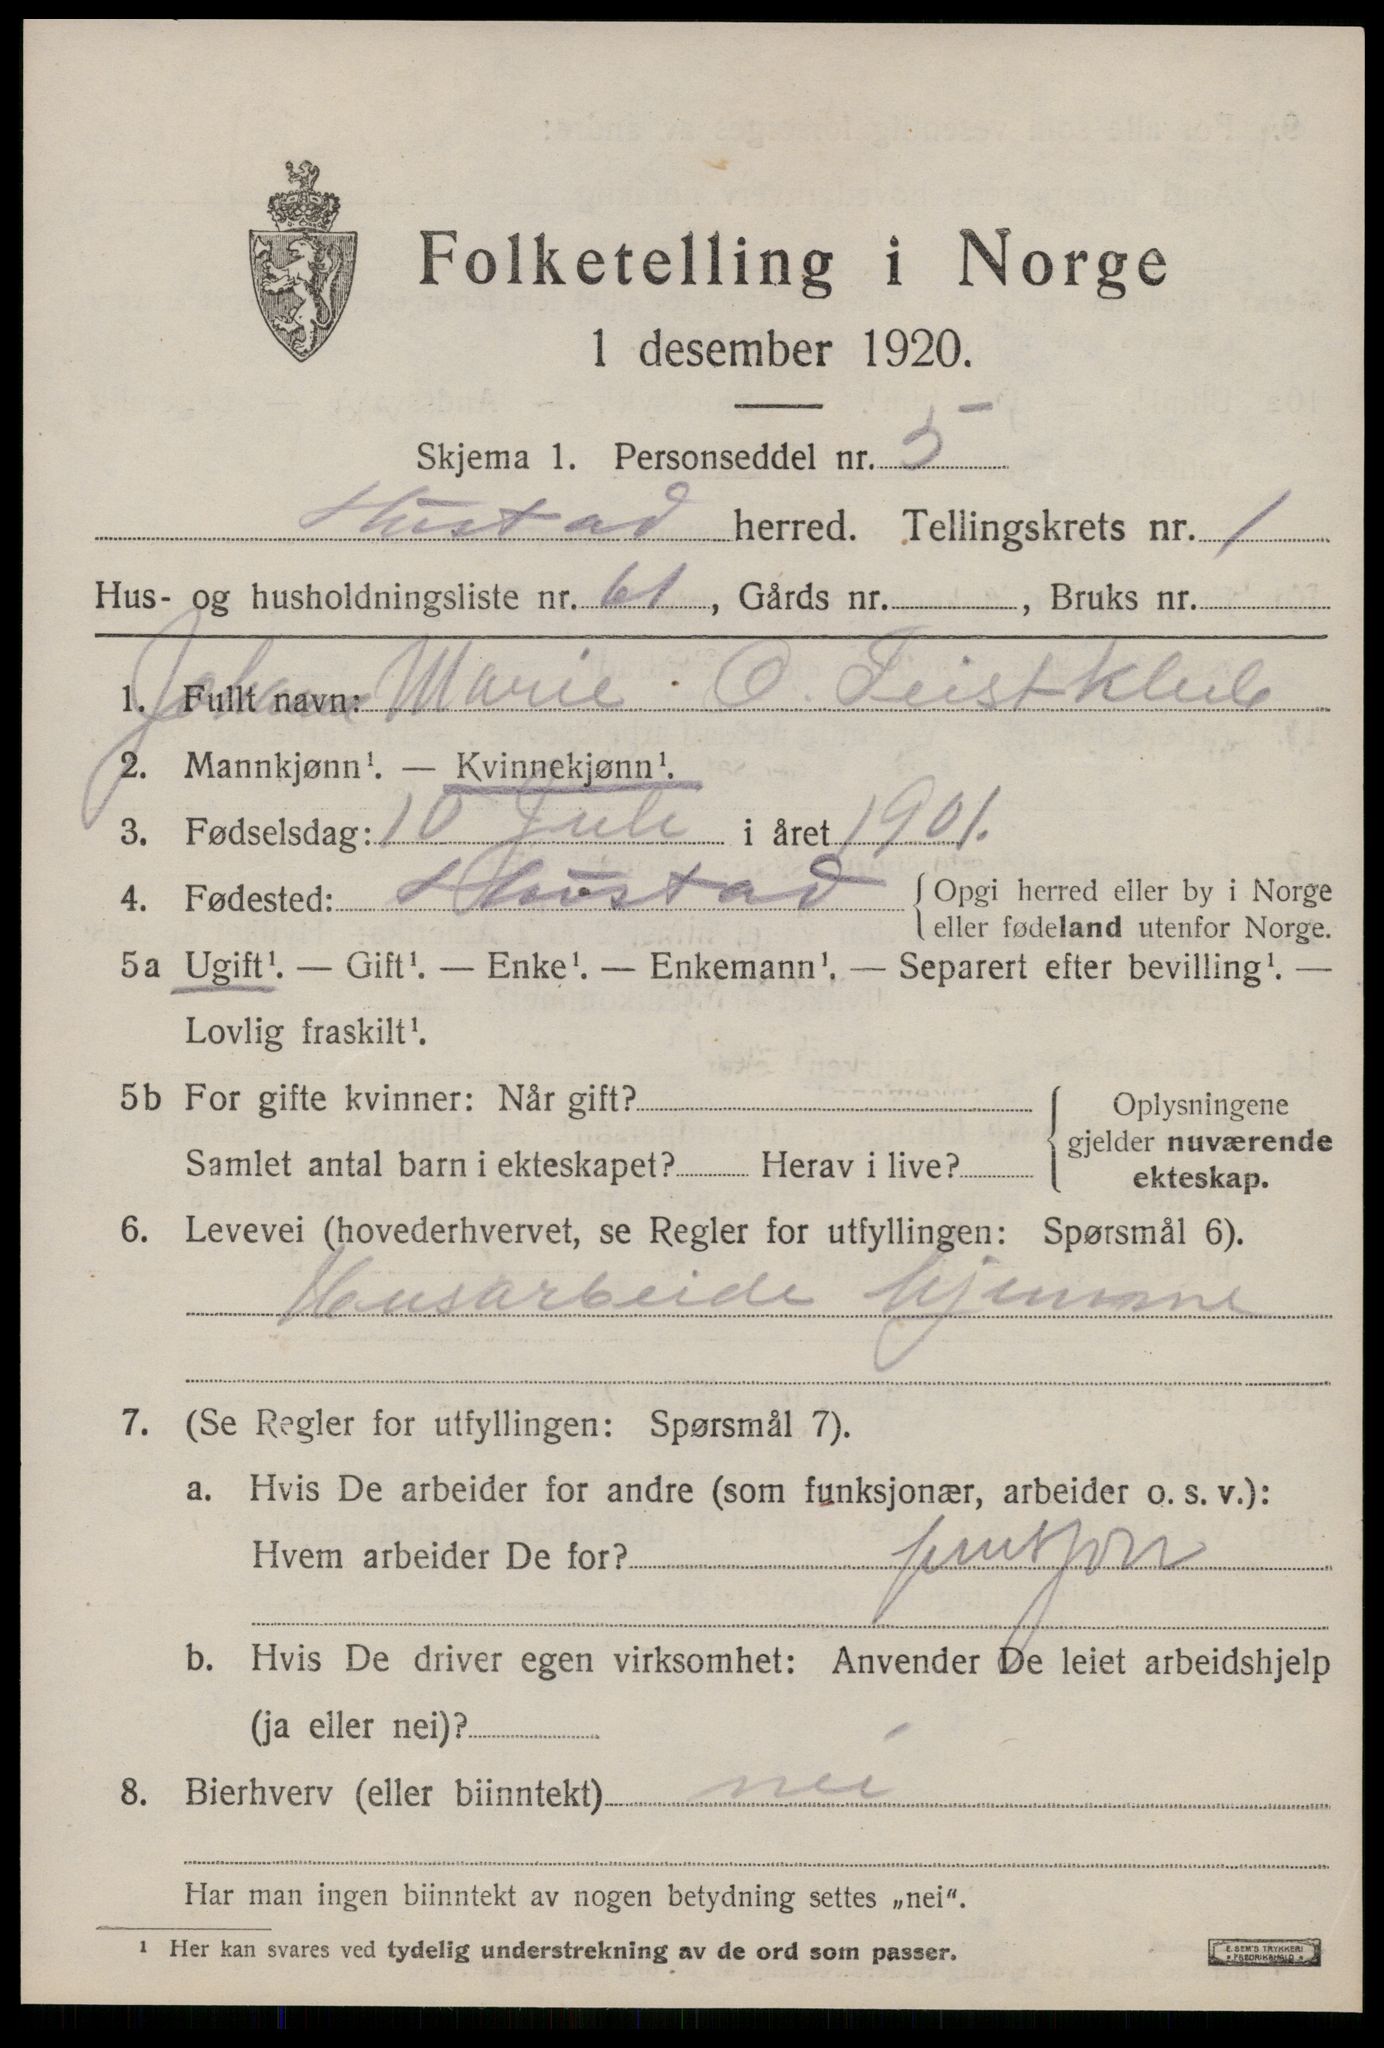 Folketelling i Norge
1 desember 1920.
Skjema 1. Personseddel nr. 5
Hustad herred. Tellingskrets nr. 1
Hus- og husholdningsliste nr. 61, Gårds nr. , Bruks nr.
1. Fullt navn: Johanne Marie O. Teistklub
2. Mannkjønn¹. — Kvinnekjønn¹.
3. Fødselsdag: 10 Juli i året 1901.
4. Fødested: Hustad { Opgi herred eller by i Norge
eller fødeland utenfor Norge.
5a Ugift¹. — Gift¹. — Enke¹. — Enkemann¹. — Separert efter bevilling¹. —
Lovlig fraskilt¹.
5b For gifte kvinner: Når gift? { Oplysningene
gjelder nuværende
Samlet antal barn i ekteskapet? Herav i live?
ekteskap.
6. Levevei (hovederhvervet, se Regler for utfyllingen: Spørsmål 6).
Husarbeide hjemme
7. (Se Regler for utfyllingen: Spørsmål 7).
a. Hvis De arbeider for andre (som funksjonær, arbeider o. s. v.):
Hvem arbeider De for?
b. Hvis De driver egen virksomhet: Anvender De leiet arbeidshjelp
(ja eller nei)?
8. Bierhverv (eller biinntekt) nei
Har man ingen biinntekt av nogen betydning settes „nei“.
¹ Her kan svares ved tydelig understrekning av de ord som passer.
E. SEM'S TRYKKERI
FREDRIKSHALD